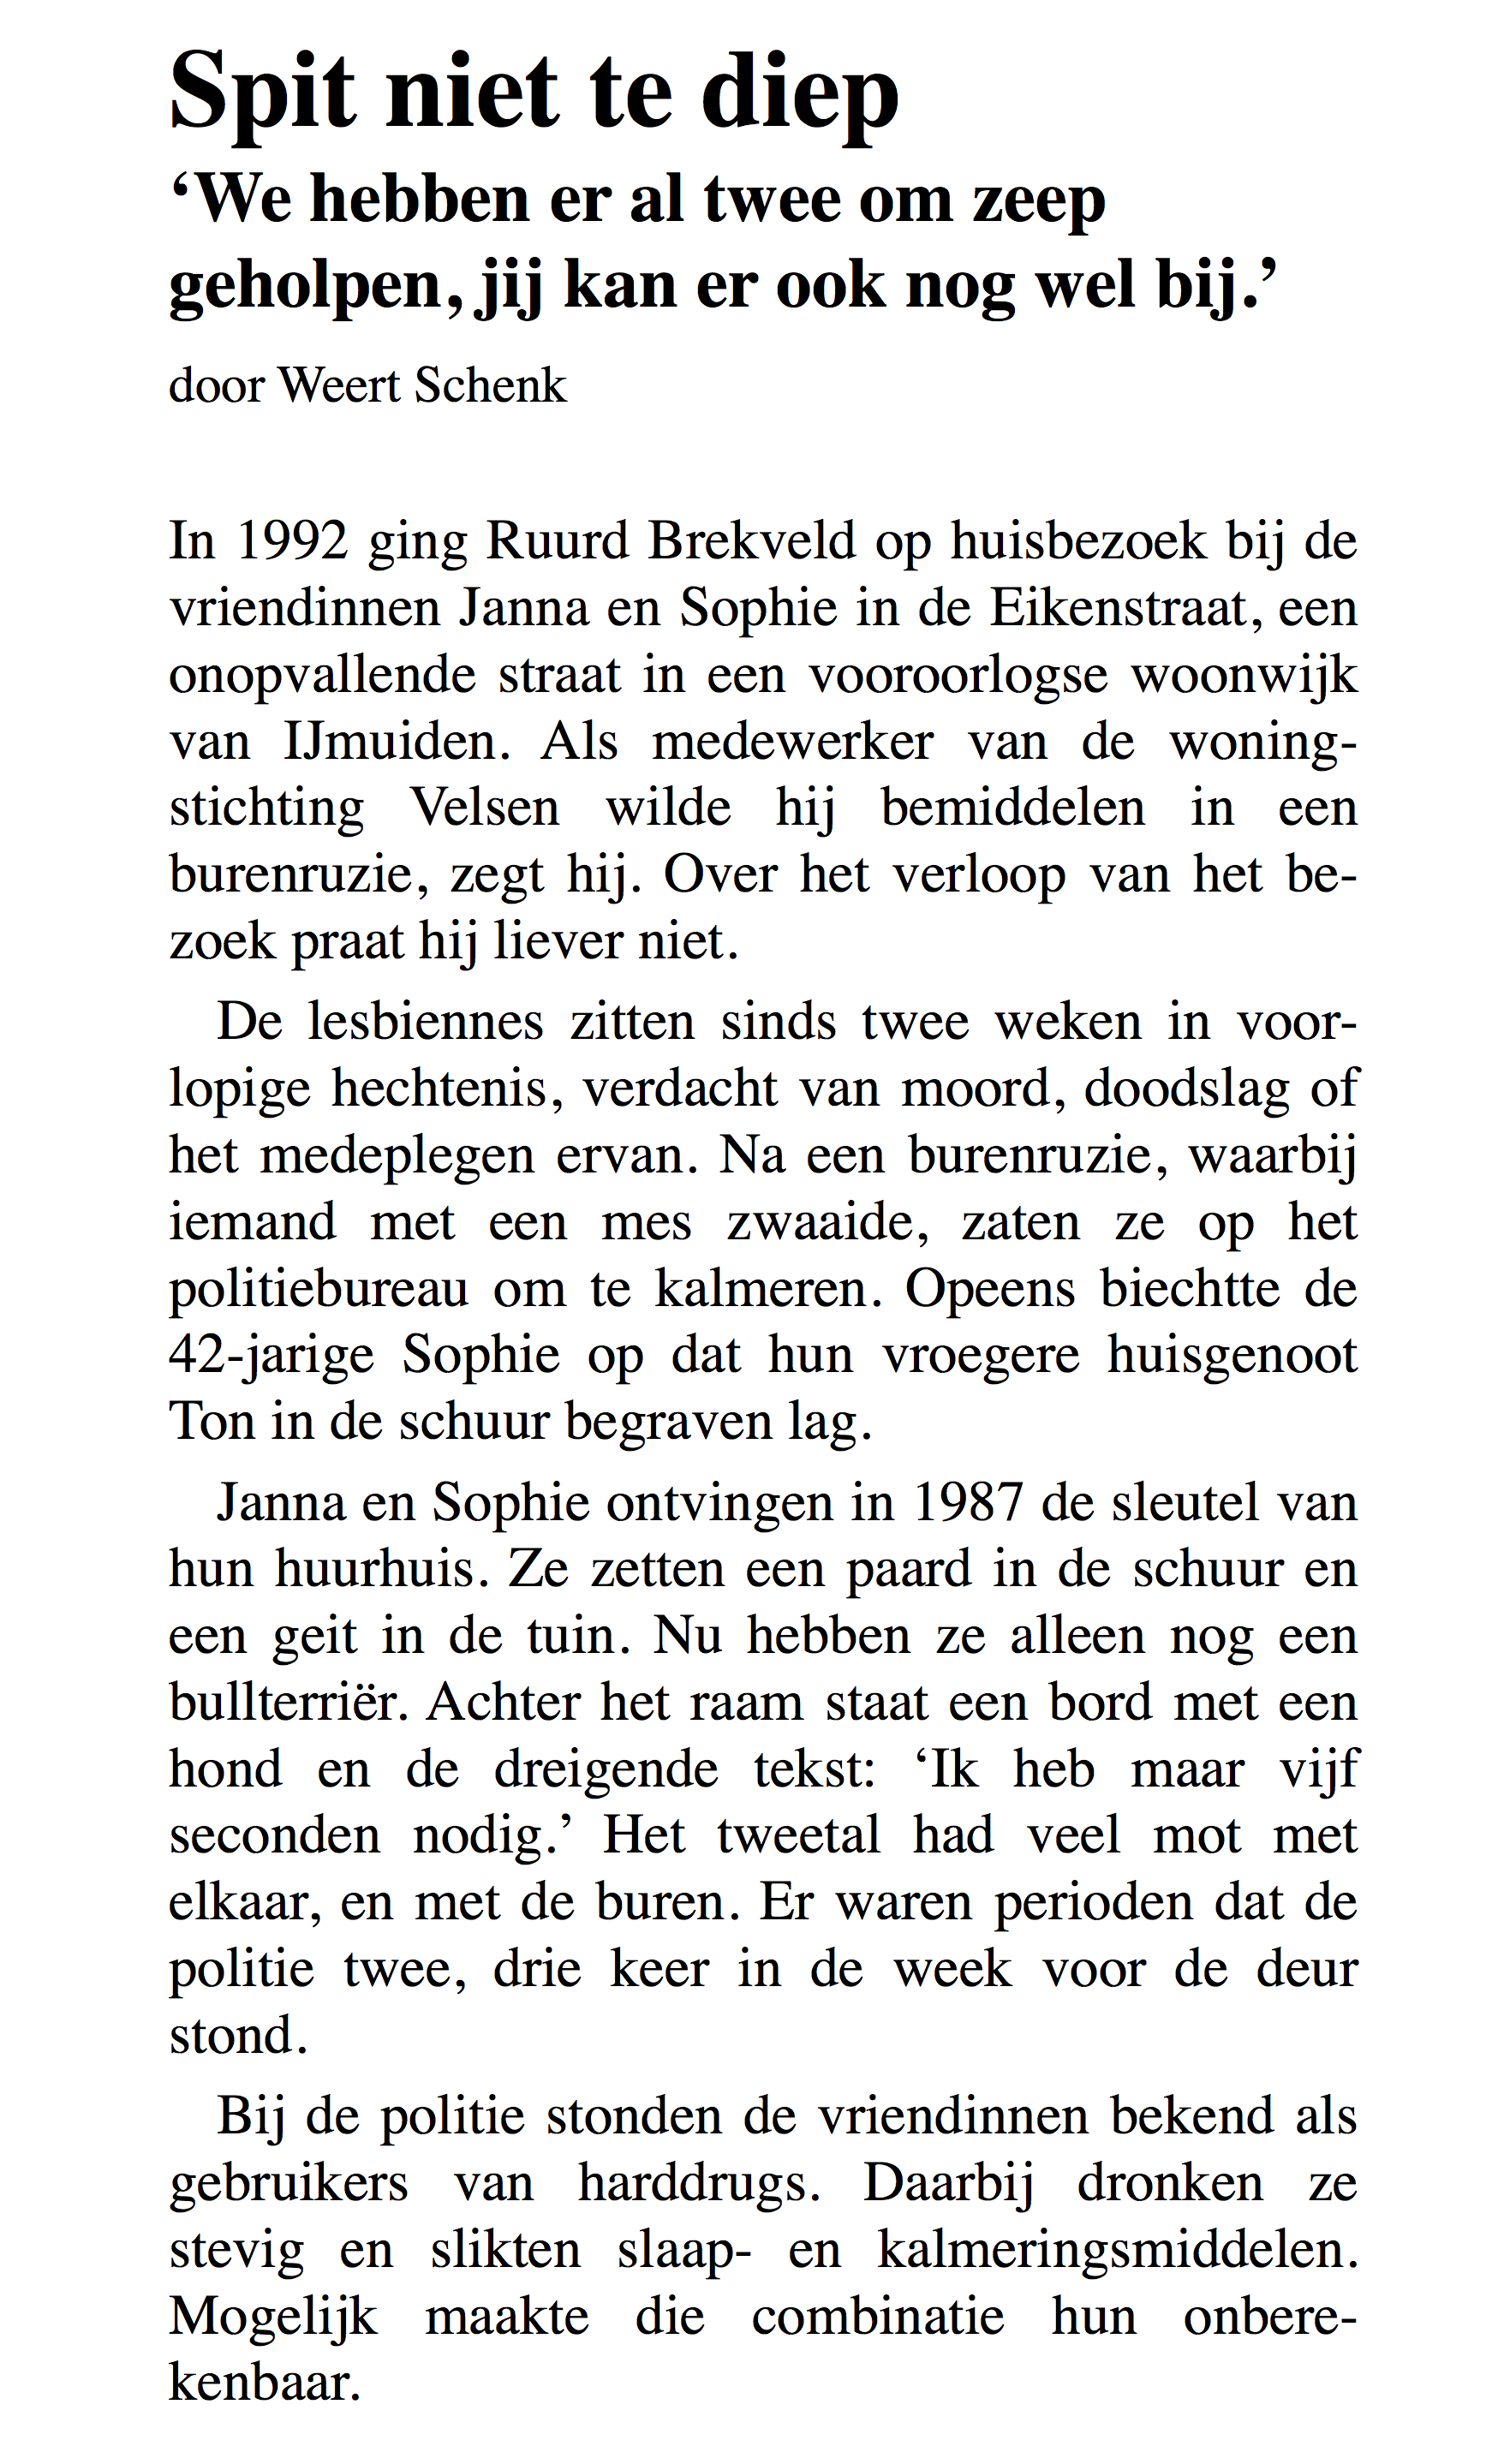 Spit niet te diep
‘We hebben er al twee om zeep
geholpen, jij kan er ook nog wel bij.’
door Weert Schenk
In 1992 ging Ruurd Brekveld op huisbezoek bij de
vriendinnen Janna en Sophie in de Eikenstraat, een
onopvallende straat in een vooroorlogse woonwijk
van IJmuiden. Als medewerker van de woning-
stichting Velsen wilde hij bemiddelen in een
burenruzie, zegt hij. Over het verloop van het be-
zoek praat hij liever niet.
De lesbiennes zitten sinds twee weken in voor-
lopige hechtenis, verdacht van moord, doodslag of
het medeplegen ervan. Na een burenruzie, waarbij
iemand met een mes zwaaide, zaten ze op het
politiebureau om te kalmeren. Opeens biechtte de
42-jarige Sophie op dat hun vroegere huisgenoot
Ton in de schuur begraven lag.
Janna en Sophie ontvingen in 1987 de sleutel van
hun huurhuis. Ze zetten een paard in de schuur en
een geit in de tuin. Nu hebben ze alleen nog een
bullterriër. Achter het raam staat een bord met een
hond en de dreigende tekst: ‘Ik heb maar vijf
seconden nodig.’ Het tweetal had veel mot met
elkaar, en met de buren. Er waren perioden dat de
politie twee, drie keer in de week voor de deur
stond.
Bij de politie stonden de vriendinnen bekend als
gebruikers van harddrugs. Daarbij dronken ze
stevig en slikten slaap- en kalmeringsmiddelen.
Mogelijk maakte die combinatie hun onbere-
kenbaar.